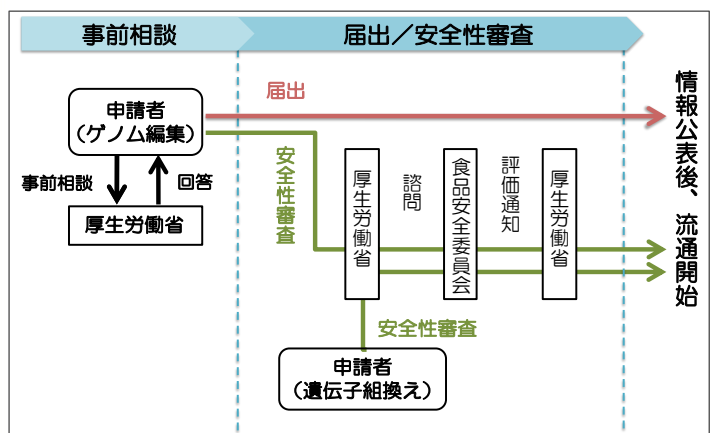 事前相談
届出／安全性審査
申請者
（ゲノム編集）
届出
事前相談
回答
厚生労働省
安全性審査
厚生労働省
諮問
食品安全委員会
評価通知
厚生労働省
安全性審査
申請者
（遺伝子組換え）
情報公表後、流通開始